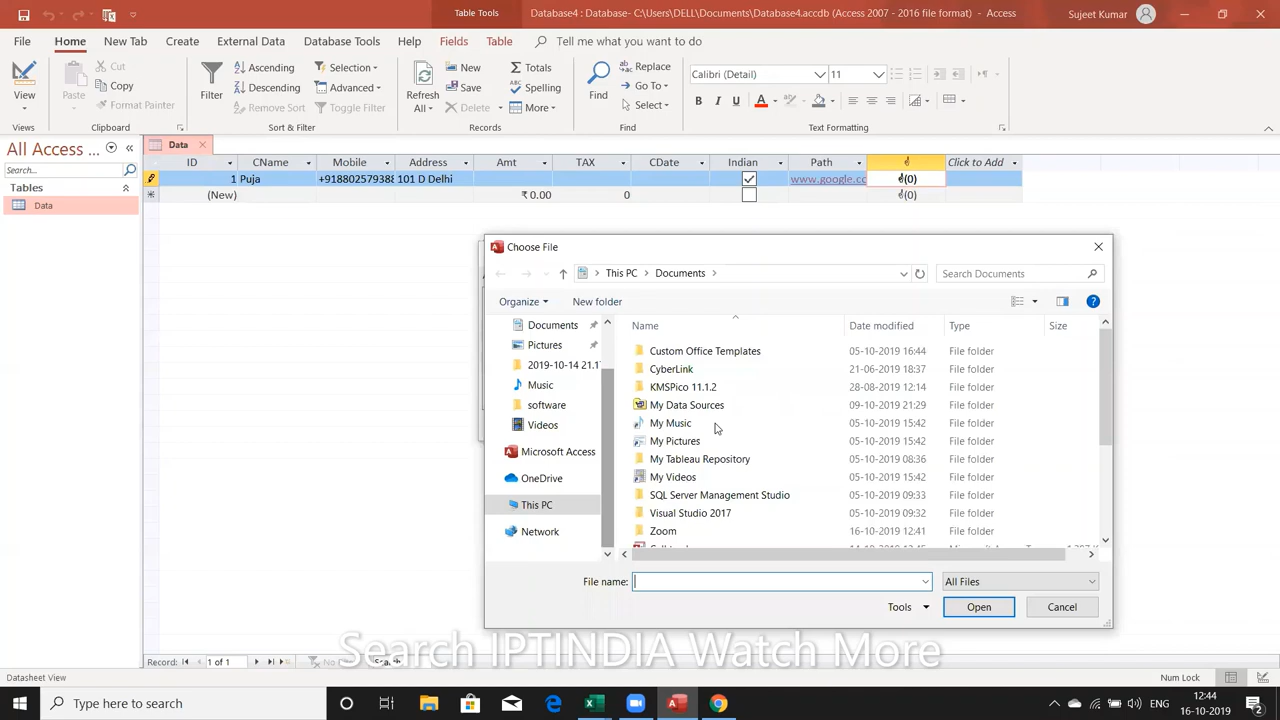 Table Tools
Database4 : Database- C:\Users\DELL\Documents\Database4.accdb (Access 2007 - 2016 file format) - Access
Sujeet Kumar
File Home New Tab Create External Data Database Tools Help Fields Table Tell me what you want to do
View
Views
Paste
Cut
Copy
Format Painter
Clipboard
Filter
Ascending
Descending
Remove Sort
Selection
Advanced
Toggle Filter
Sort & Filter
Refresh
All
New
Save
Delete
Totals
Spelling
More
Records
Find
Replace
Go To
Select
Find
Calibri (Detail) 11
B I U A
Text Formatting
All Access ...
Search...
Tables
Data
Data
ID CName Mobile Address Amt TAX CDate Indian Path Click to Add
1 Puja +918802579388 101 D Delhi www.google.cc (0)
(New) ₹ 0.00 0 (0)
Choose File
This PC Documents
Search Documents
Organize New folder
Documents
Pictures
2019-10-14 21.1
Music
software
Videos
Microsoft Access
OneDrive
This PC
Network
Name Date modified Type Size
Custom Office Templates 05-10-2019 16:44 File folder
CyberLink 21-06-2019 18:37 File folder
KMSPico 11.1.2 28-08-2019 12:14 File folder
My Data Sources 09-10-2019 21:29 File folder
My Music 05-10-2019 15:42 File folder
My Pictures 05-10-2019 15:42 File folder
My Tableau Repository 05-10-2019 08:36 File folder
My Videos 05-10-2019 15:42 File folder
SQL Server Management Studio 05-10-2019 09:33 File folder
Visual Studio 2017 05-10-2019 09:32 File folder
Zoom 16-10-2019 12:41 File folder
File name:
All Files
Tools Open Cancel
Search IPTINDIA Watch More
Record: 1 of 1
Datasheet View
Num Lock
Type here to search
ENG
12:44
16-10-2019
2